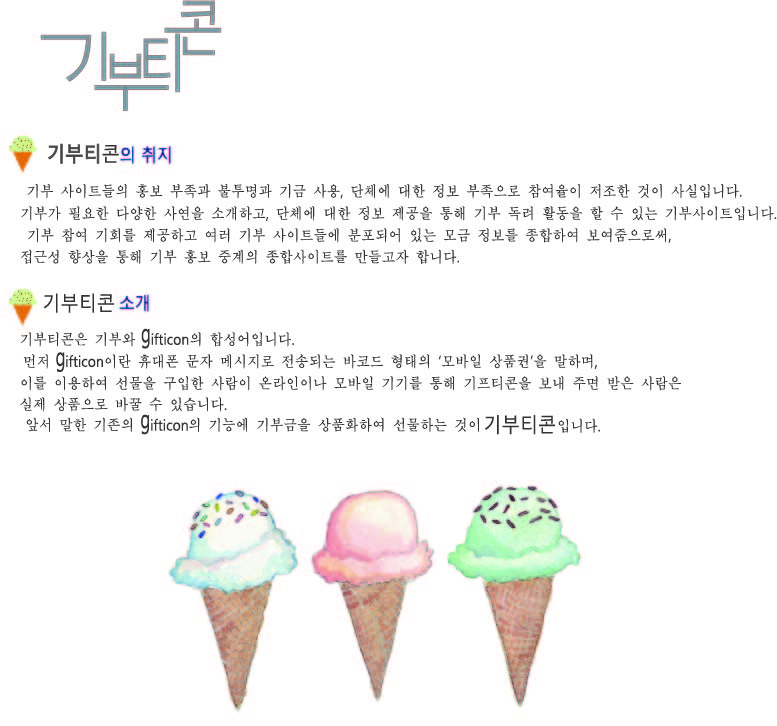 기부티콘
기부티콘의 취지
기부 사이트들의 홍보 부족과 불투명과 기금 사용, 단체에 대한 정보 부족으로 참여율이 저조한 것이 사실입니다.
기부가 필요한 다양한 사연을 소개하고, 단체에 대한 정보 제공을 통해 기부 독려 활동을 할 수 있는 기부사이트입니다.
기부 참여 기회를 제공하고 여러 기부 사이트들에 분포되어 있는 모금 정보를 종합하여 보여줌으로써,
접근성 향상을 통해 기부 홍보 중계의 종합사이트를 만들고자 합니다.
기부티콘 소개
기부티콘은 기부와 gifticon의 합성어입니다.
먼저 gifticon이란 휴대폰 문자 메시지로 전송되는 바코드 형태의 ‘모바일 상품권’을 말하며,
이를 이용하여 선물을 구입한 사람이 온라인이나 모바일 기기를 통해 기프티콘을 보내 주면 받은 사람은
실제 상품으로 바꿀 수 있습니다.
앞서 말한 기존의 gifticon의 기능에 기부금을 상품화하여 선물하는 것이 기부티콘입니다.